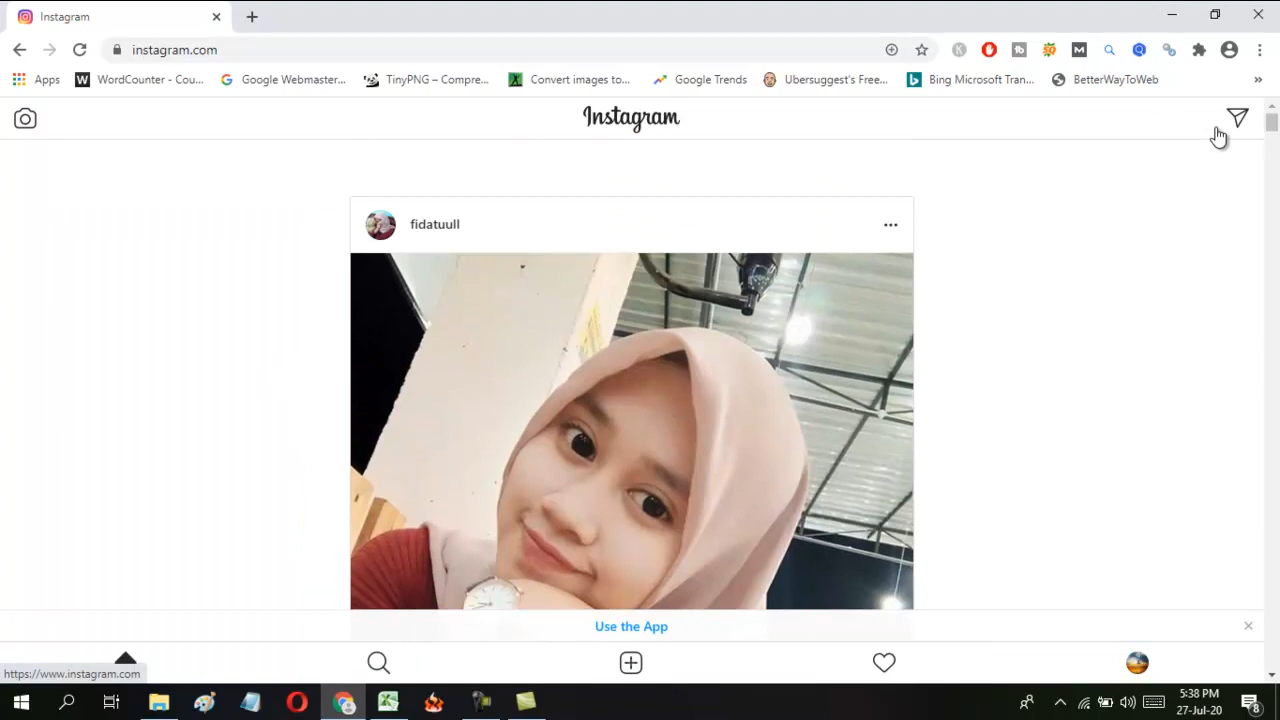 Instagram
instagram.com
Apps
WordCounter - Cou...
Google Webmaster...
TinyPNG – Compre...
Convert images to...
Google Trends
Ubersuggest's Free...
Bing Microsoft Tran...
BetterWayToWeb
»
Instagram
fidatuull
Use the App
https://www.instagram.com
5:38 PM
27-Jul-20
8